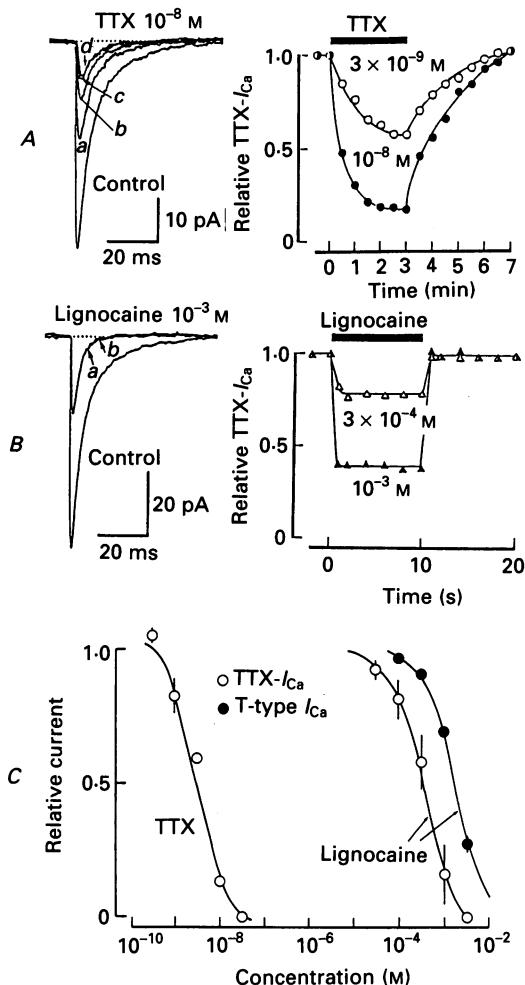 A
TTX 10⁻⁸ M
d
c
b
a
Control
10 pA
20 ms
TTX
Relative TTX-I_Ca
1.0
0.5
0
3 × 10⁻⁹ M
10⁻⁸ M
0 1 2 3 4 5 6 7
Time (min)
B
Lignocaine 10⁻³ M
b
a
Control
20 pA
20 ms
Lignocaine
Relative TTX-I_Ca
1.0
0.5
0
3 × 10⁻⁴ M
10⁻³ M
0 10 20
Time (s)
C
Relative current
1.0
0.5
0
TTX-I_Ca
T-type I_Ca
TTX
Lignocaine
10⁻¹⁰ 10⁻⁸ 10⁻⁶ 10⁻⁴ 10⁻²
Concentration (M)